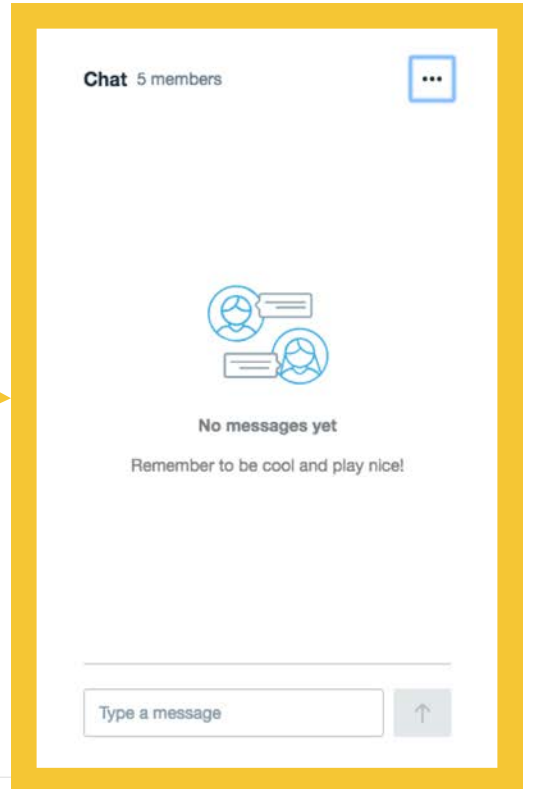 Chat 5 members
No messages yet
Remember to be cool and play nice!
Type a message